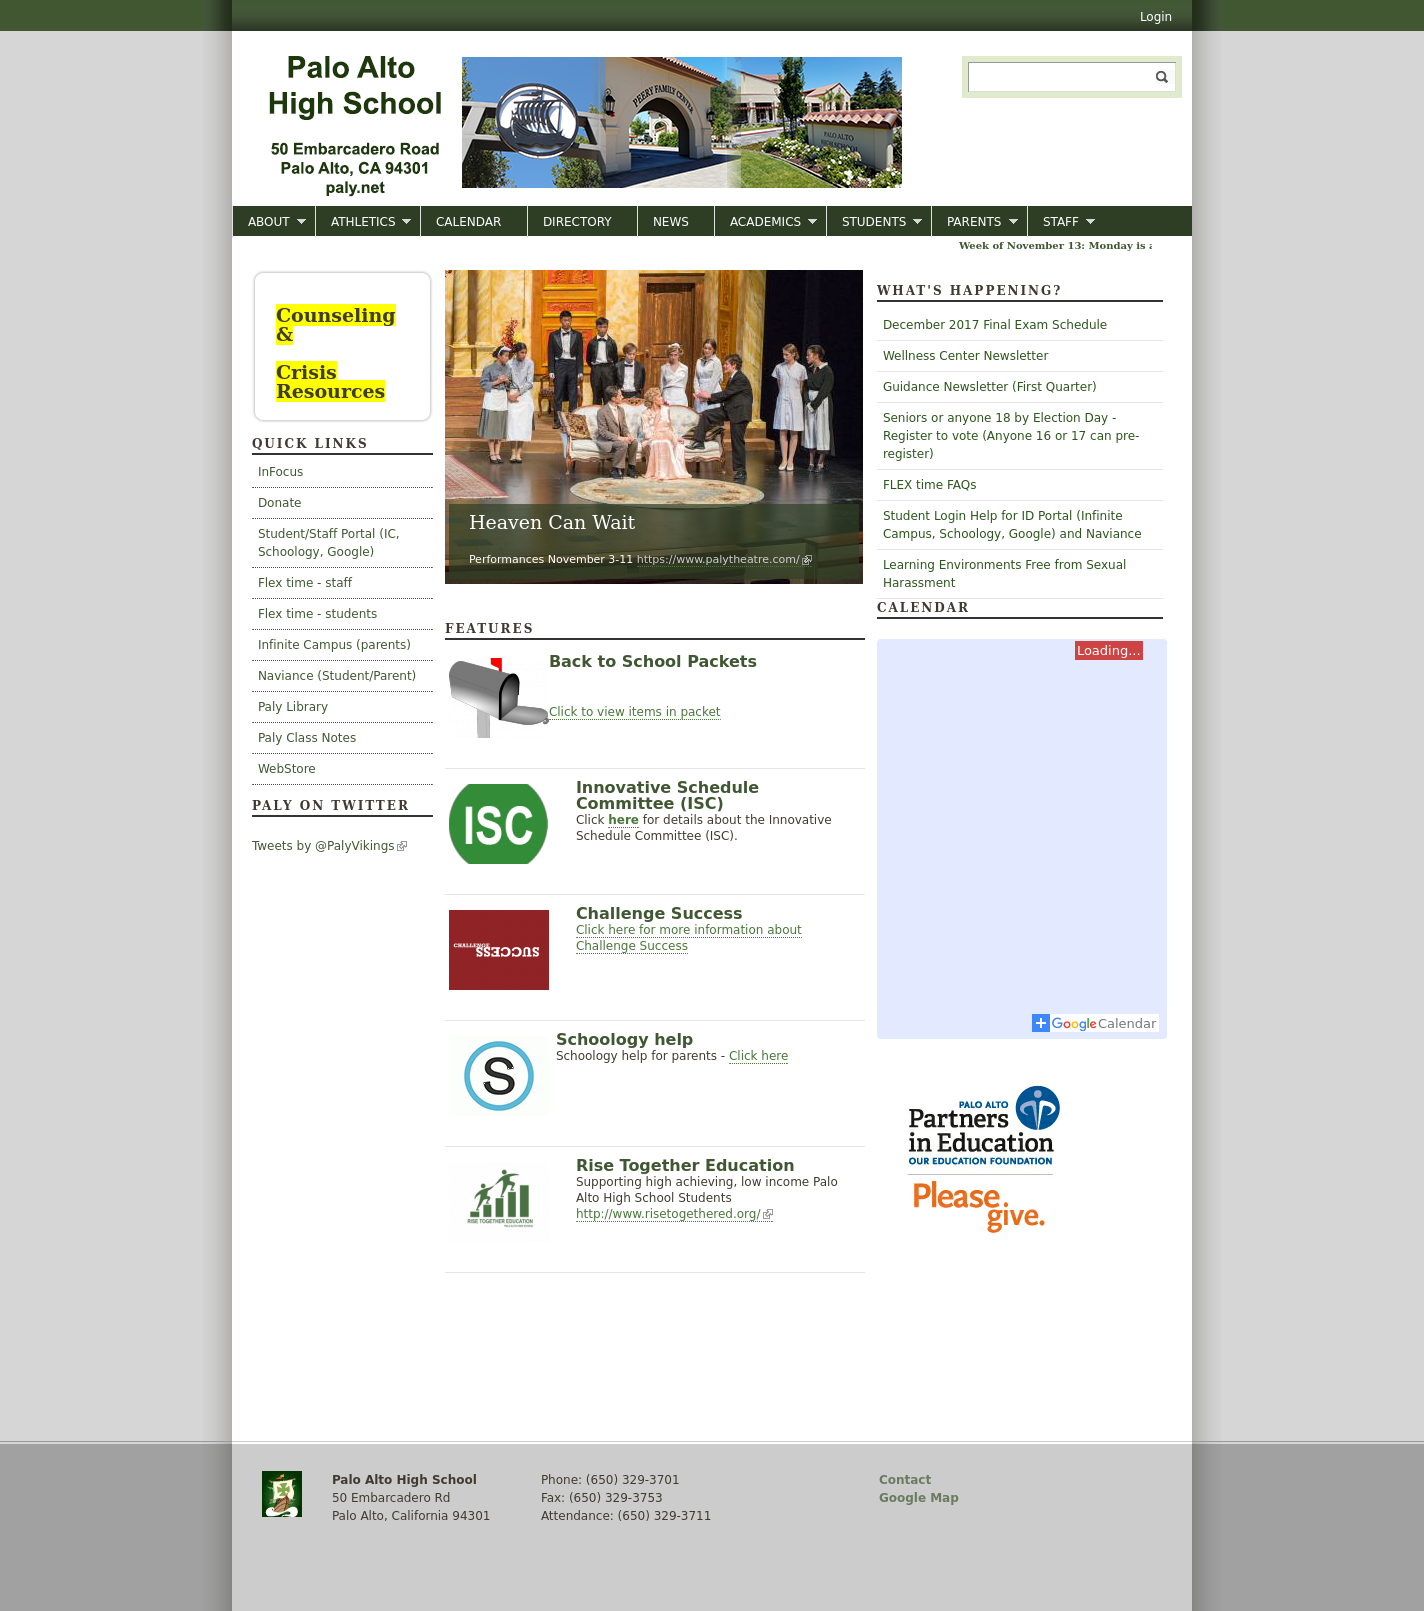 Login
Palo Alto
High School
50 Embarcadero Road
Palo Alto, CA 94301
paly.net
PEERY FAMILY CENTER
PALO ALTO
HIGH SCHOOL
ABOUT
ATHLETICS
CALENDAR
DIRECTORY
NEWS
ACADEMICS
STUDENTS
PARENTS
STAFF
Week of November 13: Monday is a
Counseling
&
Crisis
Resources
QUICK LINKS
InFocus
Donate
Student/Staff Portal (IC,
Schoology, Google)
Flex time - staff
Flex time - students
Infinite Campus (parents)
Naviance (Student/Parent)
Paly Library
Paly Class Notes
WebStore
PALY ON TWITTER
Tweets by @PalyVikings
Heaven Can Wait
Performances November 3-11 https://www.palytheatre.com/
FEATURES
Back to School Packets
Click to view items in packet
ISC
Innovative Schedule
Committee (ISC)
Click here for details about the Innovative
Schedule Committee (ISC).
CHALLENGE
SUCCESS
Challenge Success
Click here for more information about
Challenge Success
S
Schoology help
Schoology help for parents - Click here
RISE TOGETHER EDUCATION
Rise Together Education
Supporting high achieving, low income Palo
Alto High School Students
http://www.risetogethered.org/
WHAT'S HAPPENING?
December 2017 Final Exam Schedule
Wellness Center Newsletter
Guidance Newsletter (First Quarter)
Seniors or anyone 18 by Election Day -
Register to vote (Anyone 16 or 17 can pre-
register)
FLEX time FAQs
Student Login Help for ID Portal (Infinite
Campus, Schoology, Google) and Naviance
Learning Environments Free from Sexual
Harassment
CALENDAR
Loading...
Google Calendar
PALO ALTO
Partners
in Education
OUR EDUCATION FOUNDATION
Please
give.
Palo Alto High School
50 Embarcadero Rd
Palo Alto, California 94301
Phone: (650) 329-3701
Fax: (650) 329-3753
Attendance: (650) 329-3711
Contact
Google Map